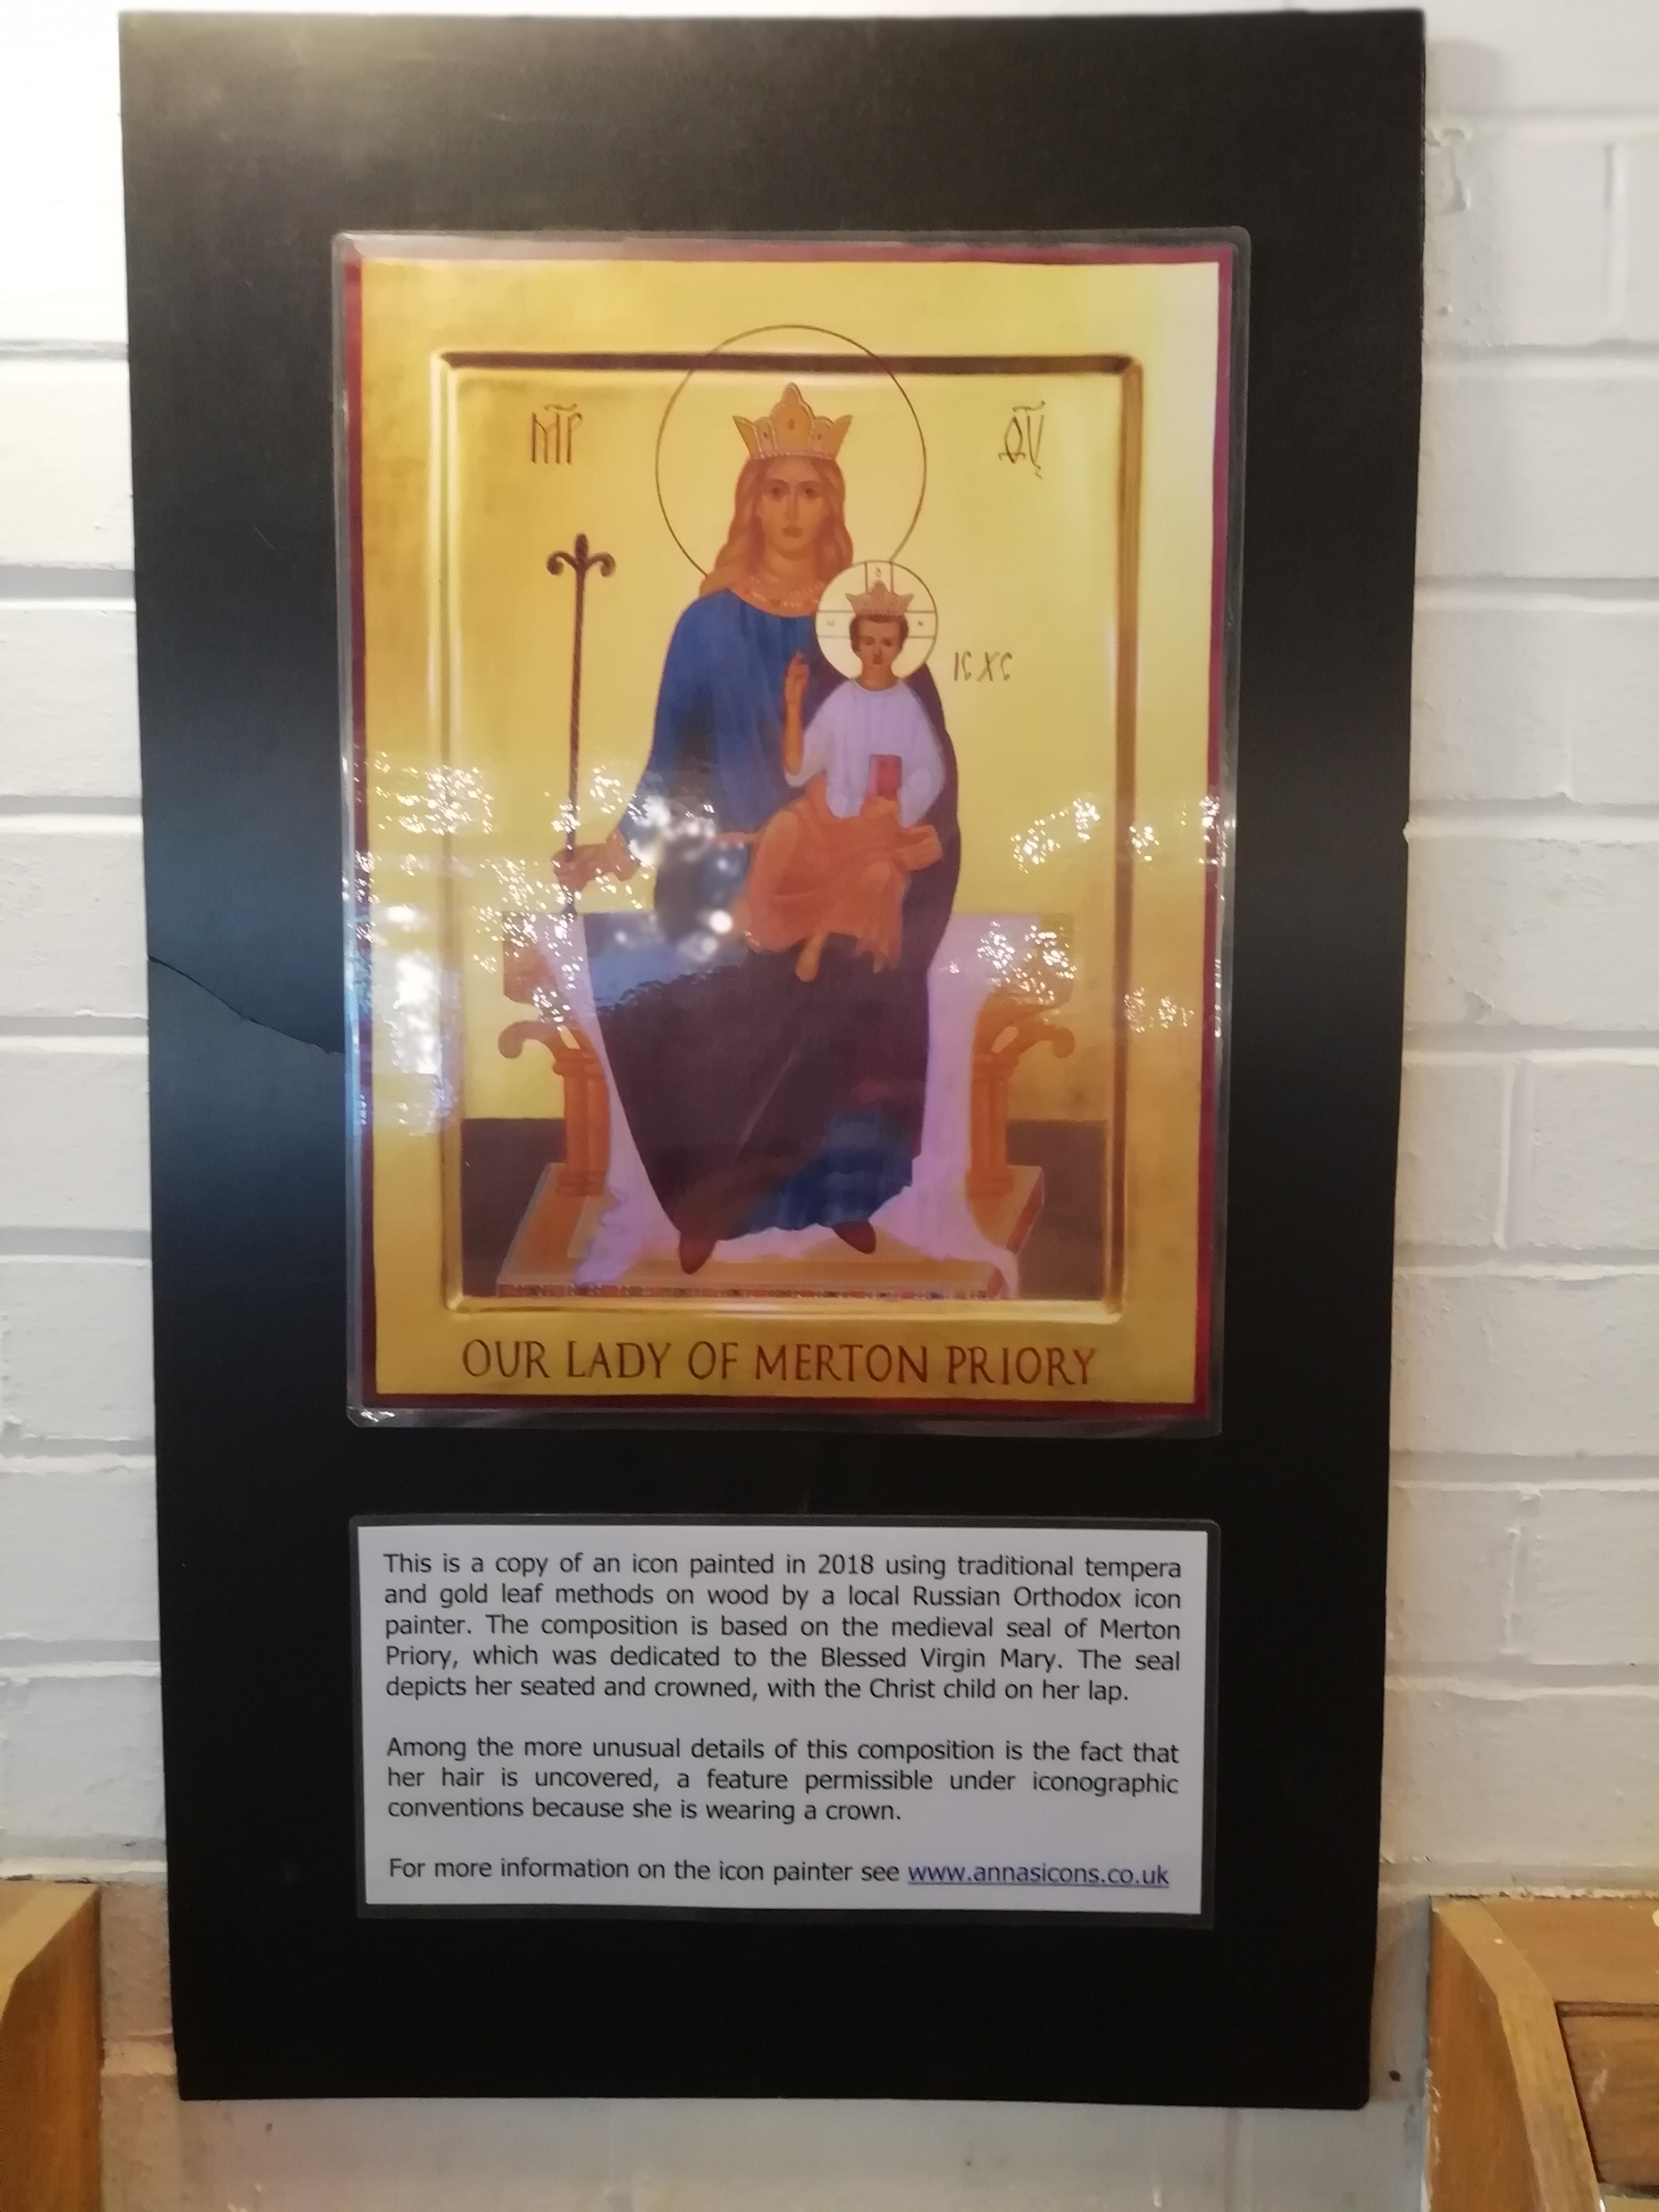 ΜΡ ΘΥ
ΙС ΧС
OUR LADY OF MERTON PRIORY
This is a copy of an icon painted in 2018 using traditional tempera
and gold leaf methods on wood by a local Russian Orthodox icon
painter. The composition is based on the medieval seal of Merton
Priory, which was dedicated to the Blessed Virgin Mary. The seal
depicts her seated and crowned, with the Christ child on her lap.
Among the more unusual details of this composition is the fact that
her hair is uncovered, a feature permissible under iconographic
conventions because she is wearing a crown.
For more information on the icon painter see www.annasicons.co.uk